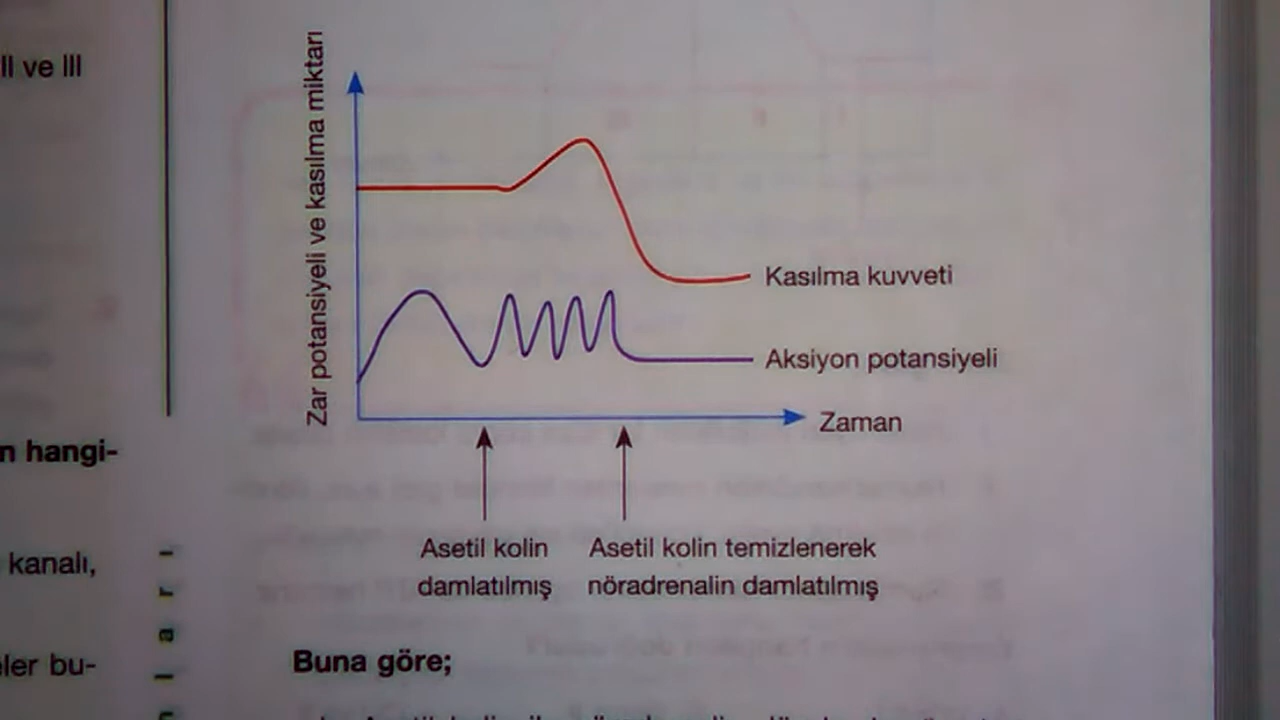 II ve III
n hangi-
kanalı,
ler bu-
Zar potansiyeli ve kasılma miktarı
Kasılma kuvveti
Aksiyon potansiyeli
Zaman
Asetil kolin
damlatılmış
Asetil kolin temizlenerek
nöradrenalin damlatılmış
Buna göre;